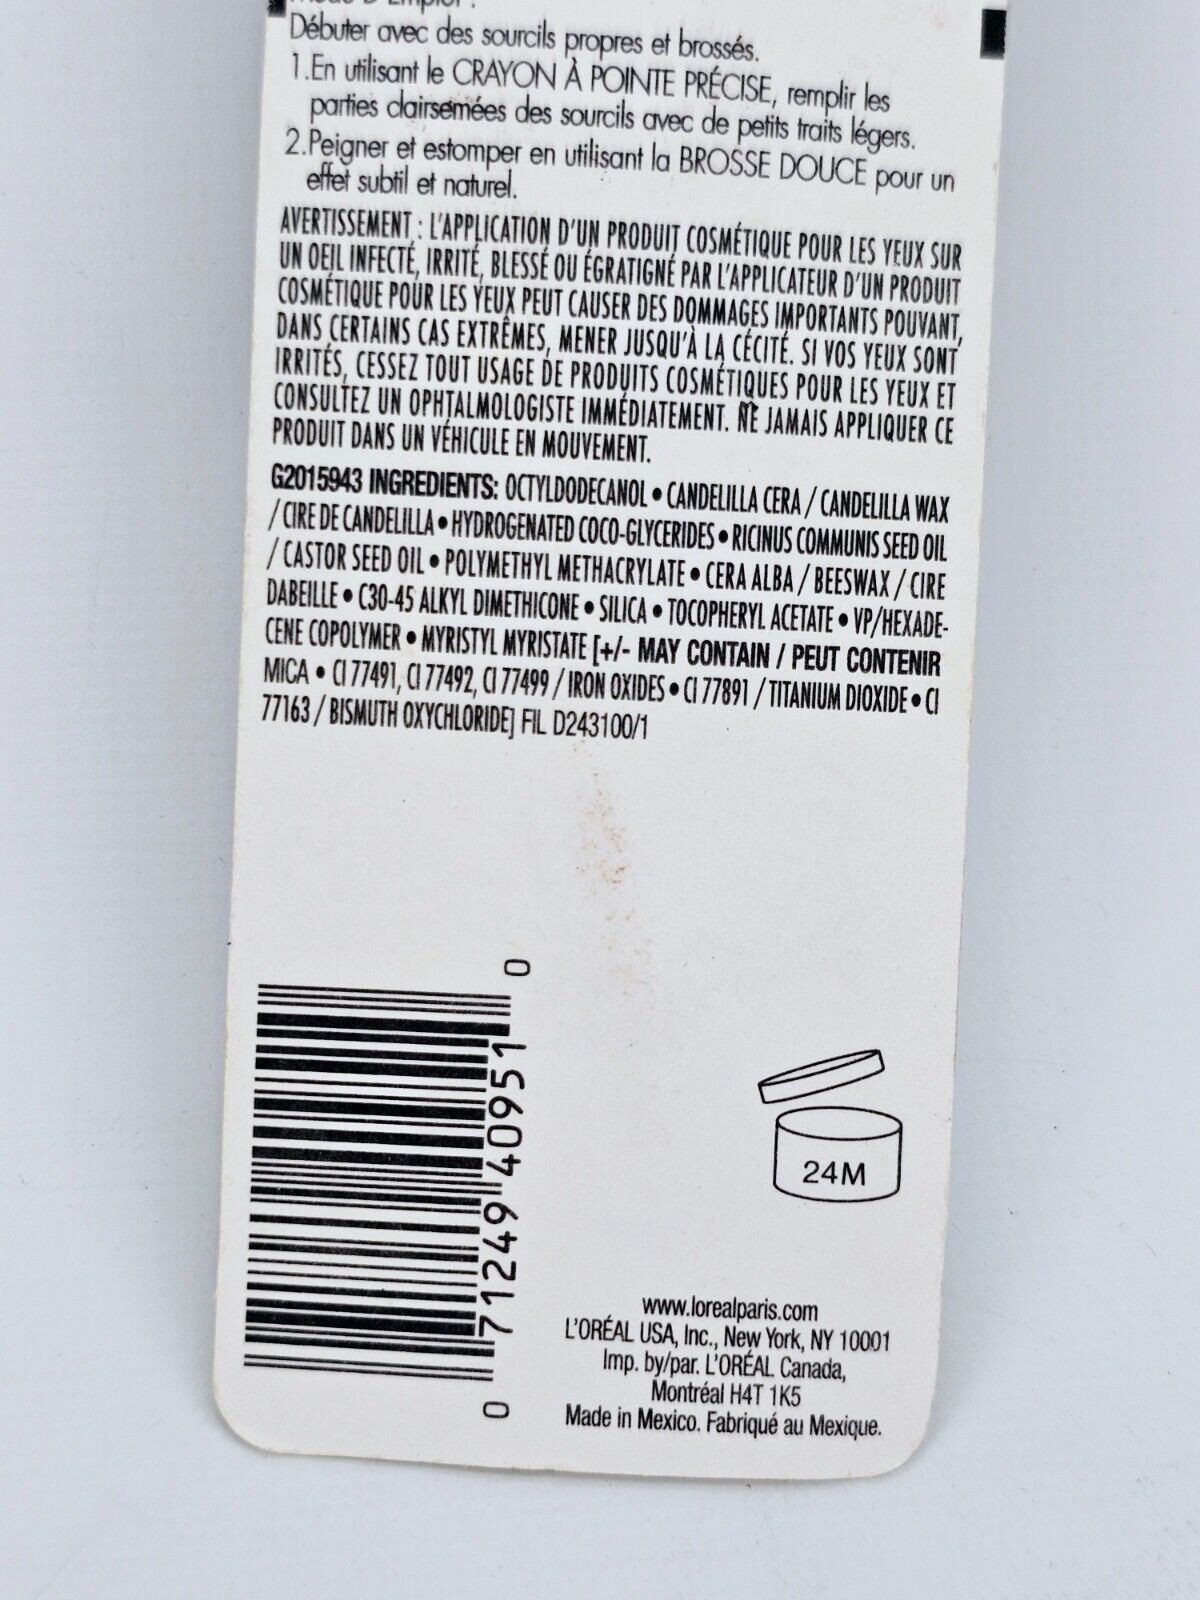 Mode D'Emploi :
Débuter avec des sourcils propres et brossés.
1.En utilisant le CRAYON À POINTE PRÉCISE, remplir les
parties clairsemées des sourcils avec de petits traits légers.
2.Peigner et estomper en utilisant la BROSSE DOUCE pour un
effet subtil et naturel.
AVERTISSEMENT : L'APPLICATION D'UN PRODUIT COSMÉTIQUE POUR LES YEUX SUR
UN OEIL INFECTÉ, IRRITÉ, BLESSÉ OU ÉGRATIGNÉ PAR L'APPLICATEUR D'UN PRODUIT
COSMÉTIQUE POUR LES YEUX PEUT CAUSER DES DOMMAGES IMPORTANTS POUVANT,
DANS CERTAINS CAS EXTRÊMES, MENER JUSQU'À LA CÉCITÉ. SI VOS YEUX SONT
IRRITÉS, CESSEZ TOUT USAGE DE PRODUITS COSMÉTIQUES POUR LES YEUX ET
CONSULTEZ UN OPHTALMOLOGISTE IMMÉDIATEMENT. NE JAMAIS APPLIQUER CE
PRODUIT DANS UN VÉHICULE EN MOUVEMENT.
G2015943 INGREDIENTS: OCTYLDODECANOL • CANDELILLA CERA / CANDELILLA WAX
/ CIRE DE CANDELILLA • HYDROGENATED COCO-GLYCERIDES • RICINUS COMMUNIS SEED OIL
/ CASTOR SEED OIL • POLYMETHYL METHACRYLATE • CERA ALBA / BEESWAX / CIRE
DABEILLE • C30-45 ALKYL DIMETHICONE • SILICA • TOCOPHERYL ACETATE • VP/HEXADE-
CENE COPOLYMER • MYRISTYL MYRISTATE [+/- MAY CONTAIN / PEUT CONTENIR
MICA • CI 77491, CI 77492, CI 77499 / IRON OXIDES • CI 77891 / TITANIUM DIOXIDE • CI
77163 / BISMUTH OXYCHLORIDE] FIL D243100/1
0 71249 40951 0
24M
www.lorealparis.com
L'ORÉAL USA, Inc., New York, NY 10001
Imp. by/par. L'ORÉAL Canada,
Montréal H4T 1K5
Made in Mexico. Fabriqué au Mexique.